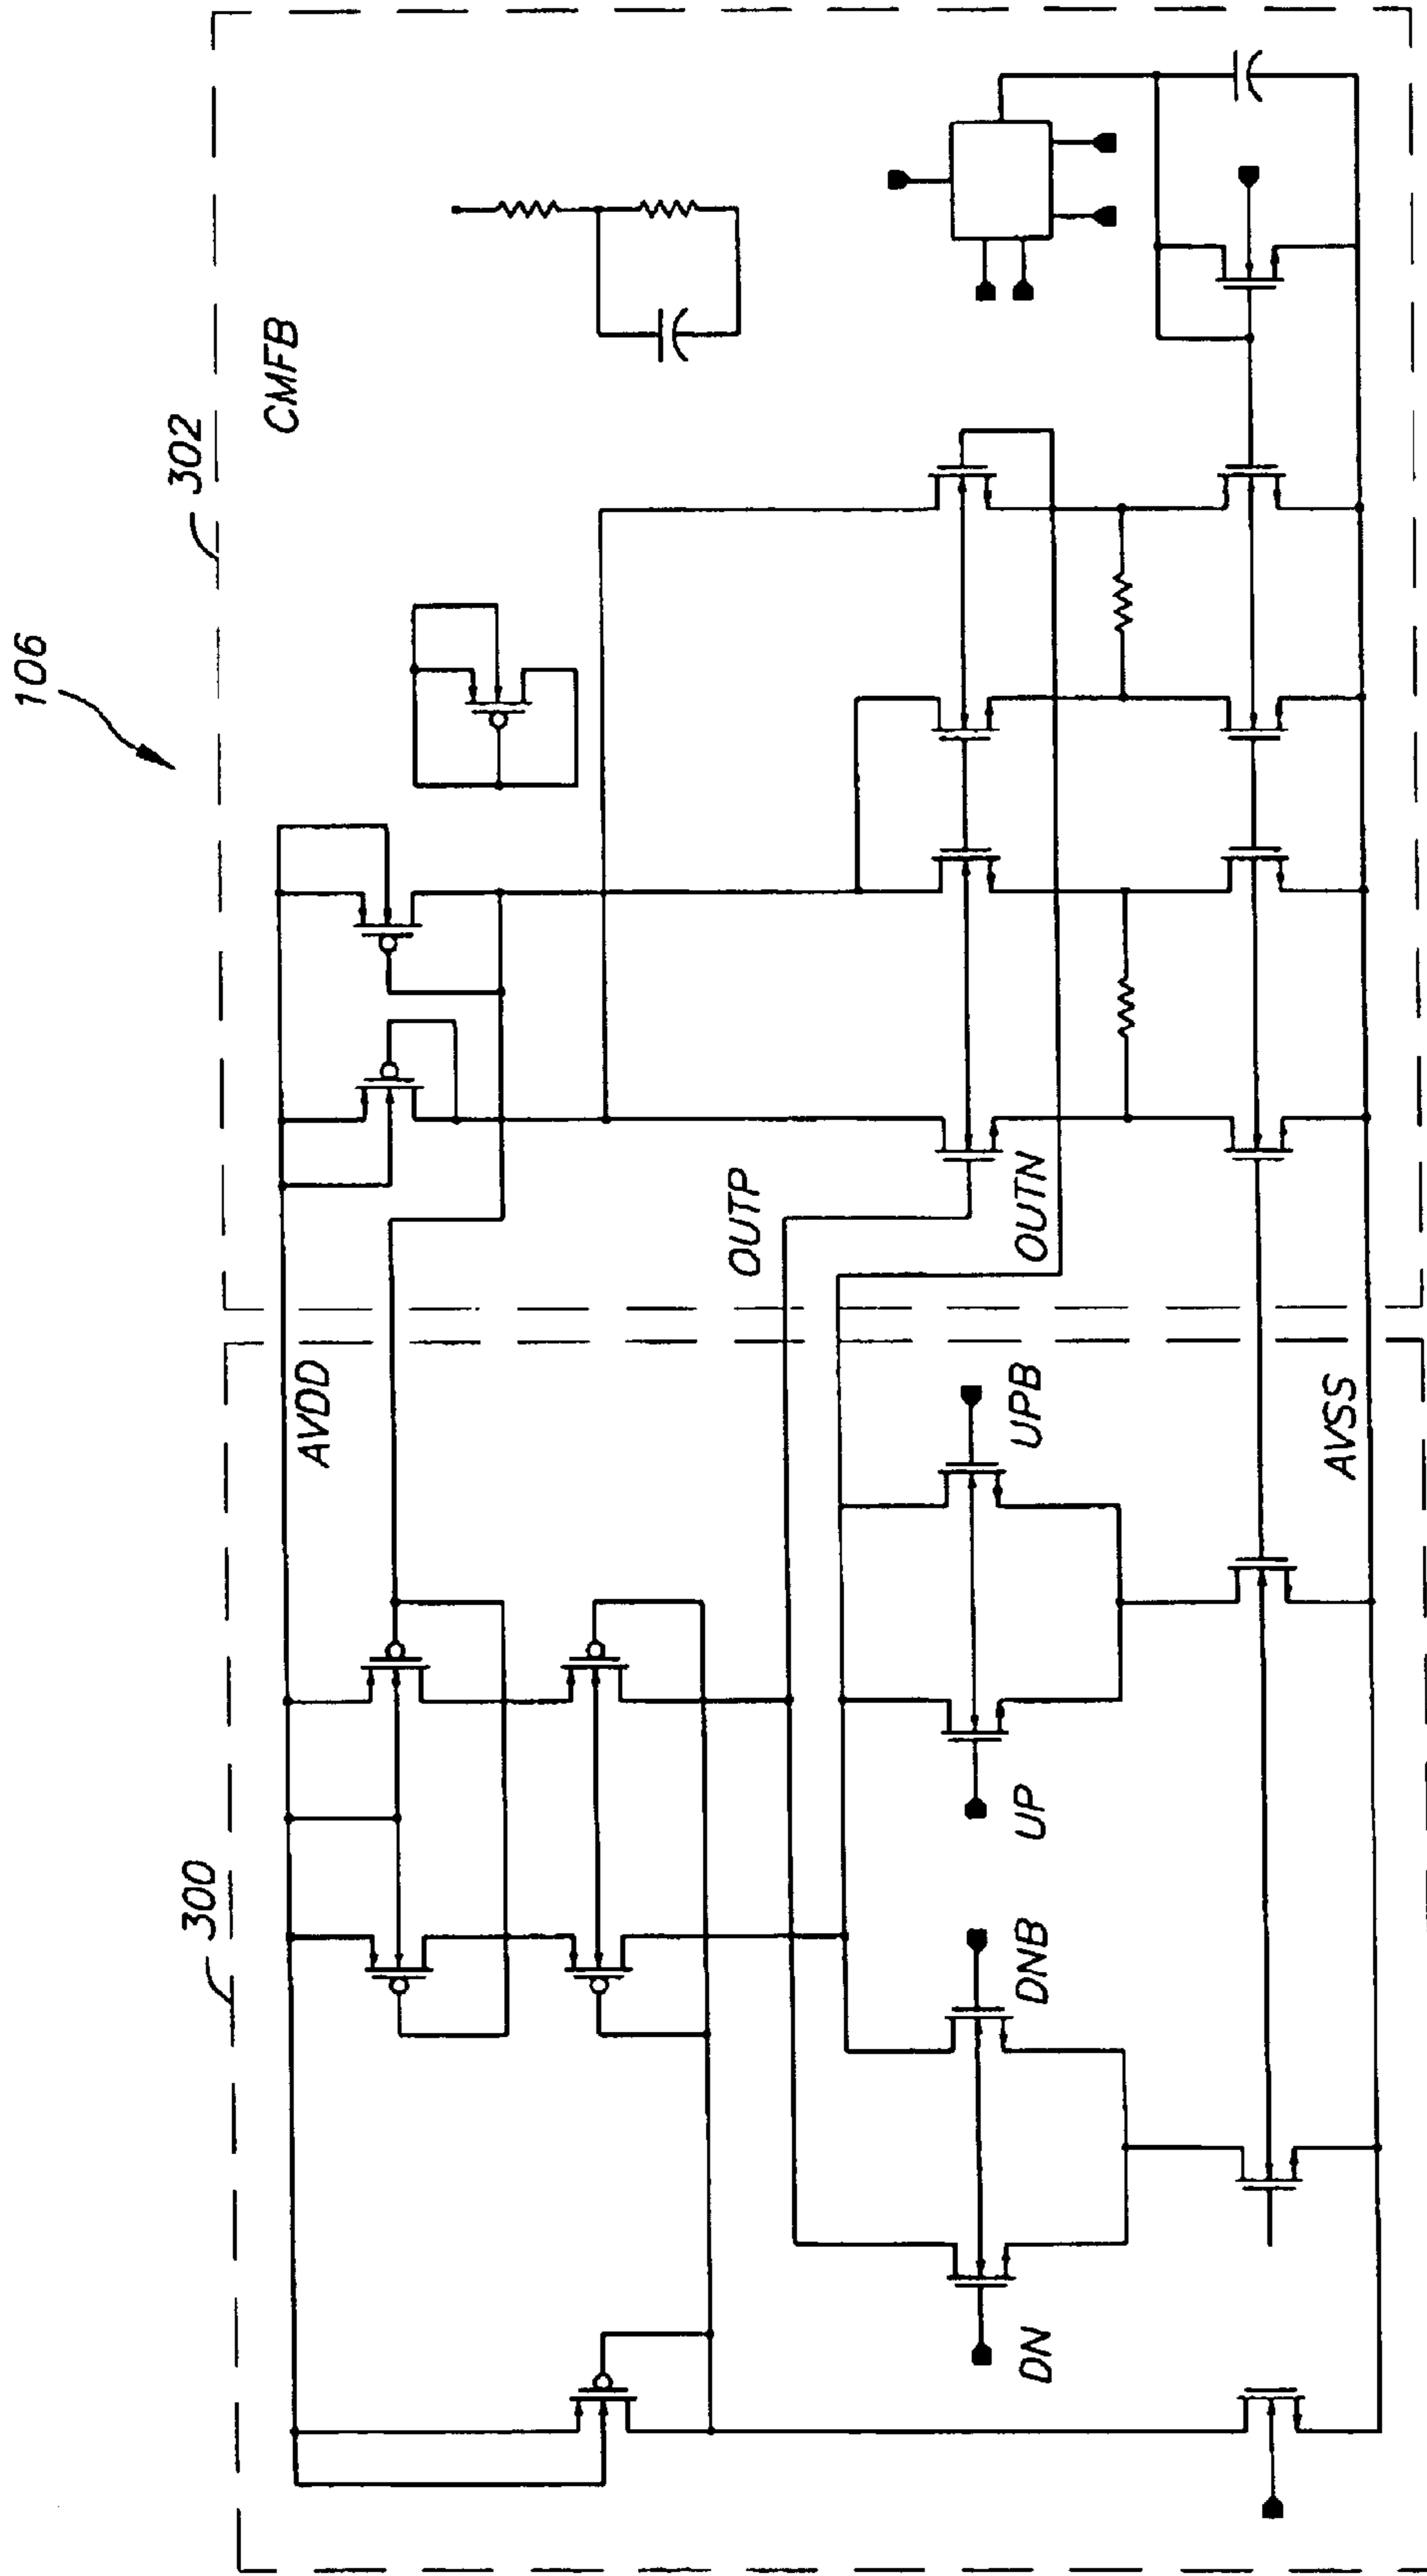 106
300
302
AVDD
CMFB
OUTP
OUTN
DN
DNB
UP
UPB
AVSS